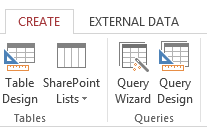 CREATE EXTERNAL DATA
Table Design SharePoint Lists Query Wizard Query Design
Tables Queries